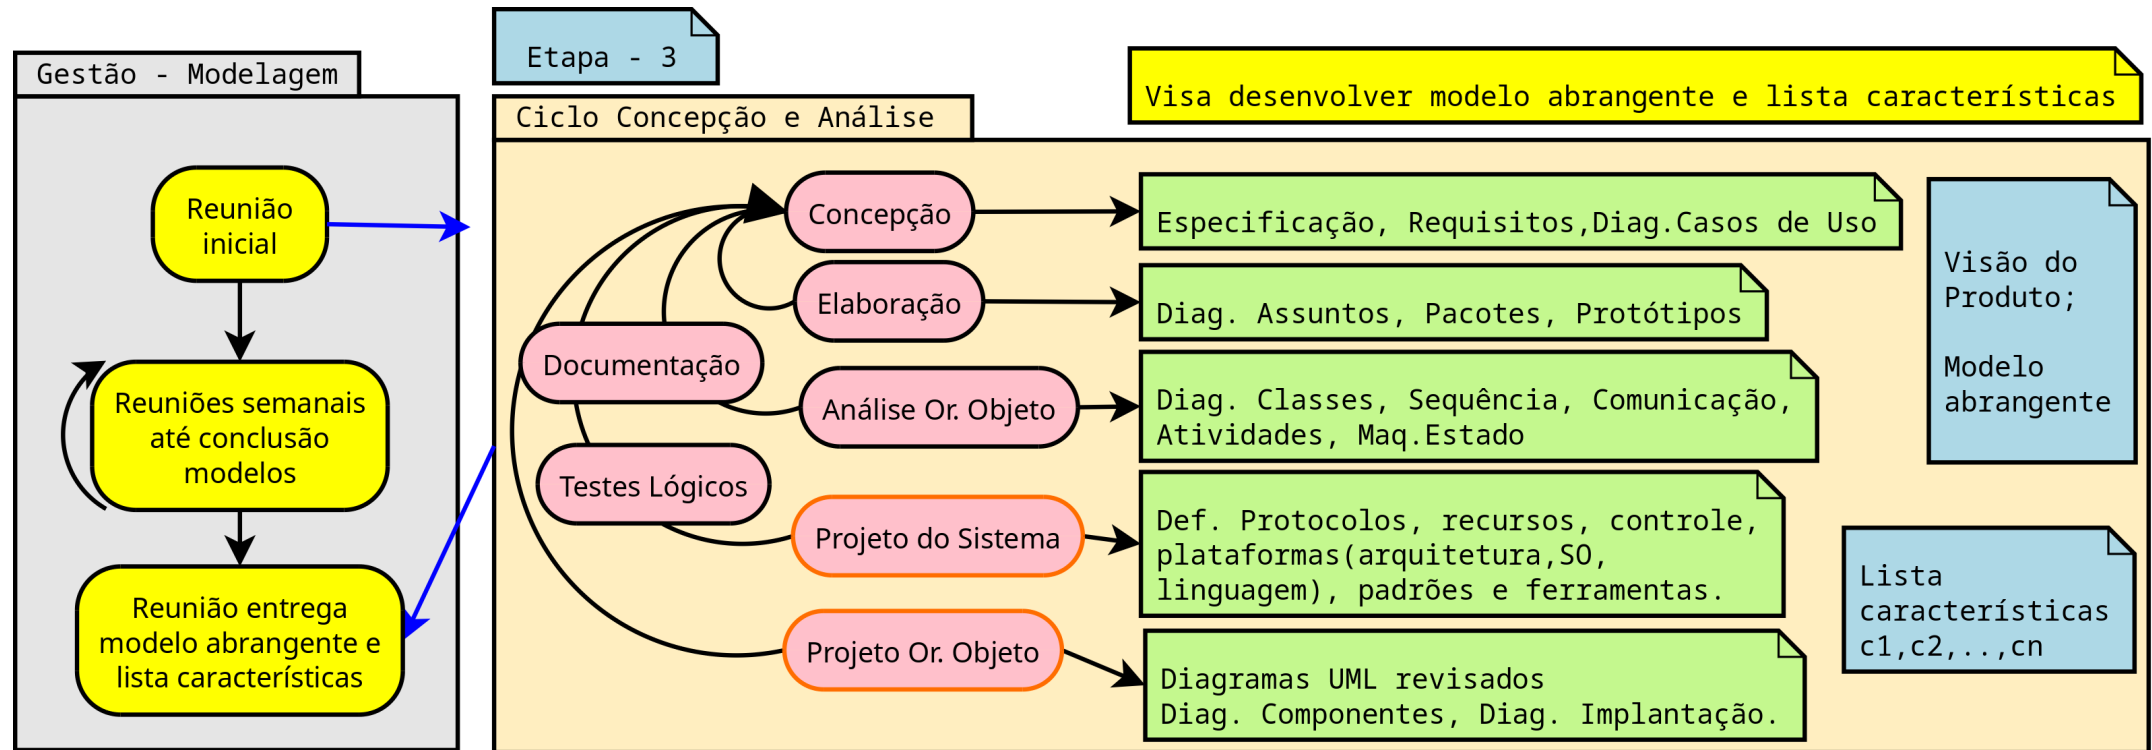 Gestão - Modelagem
Reunião
inicial
Reuniões semanais
até conclusão
modelos
Reunião entrega
modelo abrangente e
lista características
Etapa - 3
Visa desenvolver modelo abrangente e lista características
Ciclo Concepção e Análise
Concepção
Especificação, Requisitos,Diag.Casos de Uso
Elaboração
Diag. Assuntos, Pacotes, Protótipos
Documentação
Análise Or. Objeto
Diag. Classes, Sequência, Comunicação,
Atividades, Maq.Estado
Testes Lógicos
Projeto do Sistema
Def. Protocolos, recursos, controle,
plataformas(arquitetura,SO,
linguagem), padrões e ferramentas.
Projeto Or. Objeto
Diagramas UML revisados
Diag. Componentes, Diag. Implantação.
Visão do
Produto;
Modelo
abrangente
Lista
características
c1,c2,..,cn